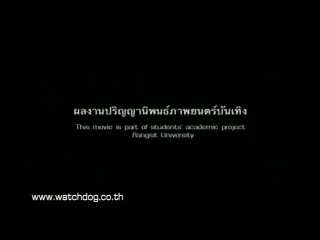 ผลงานปริญญานิพนธ์ภาพยนตร์บันเทิง
This movie is part of students' academic project
Rangsit University
www.watchdog.co.th